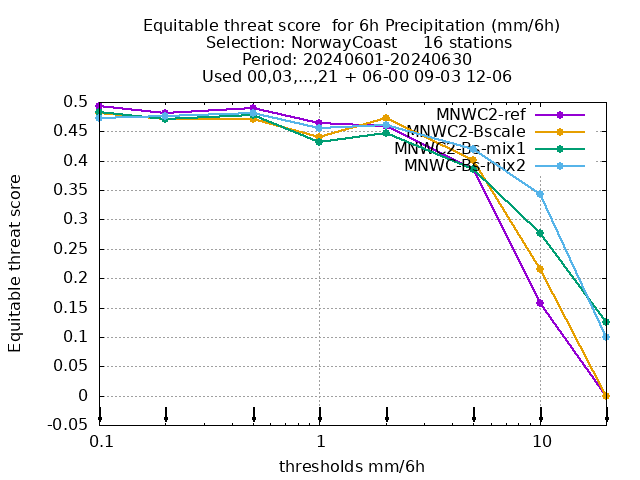 Equitable threat score  for 6h Precipitation (mm/6h)
Selection: NorwayCoast     16 stations
Period: 20240601-20240630
Used 00,03,...,21 + 06-00 09-03 12-06
MNWC2-ref
MNWC2-Bscale
MNWC2-Bs-mix1
MNWC-Bs-mix2
Equitable threat score
0.5
0.45
0.4
0.35
0.3
0.25
0.2
0.15
0.1
0.05
0
-0.05
0.1 1 10
thresholds mm/6h